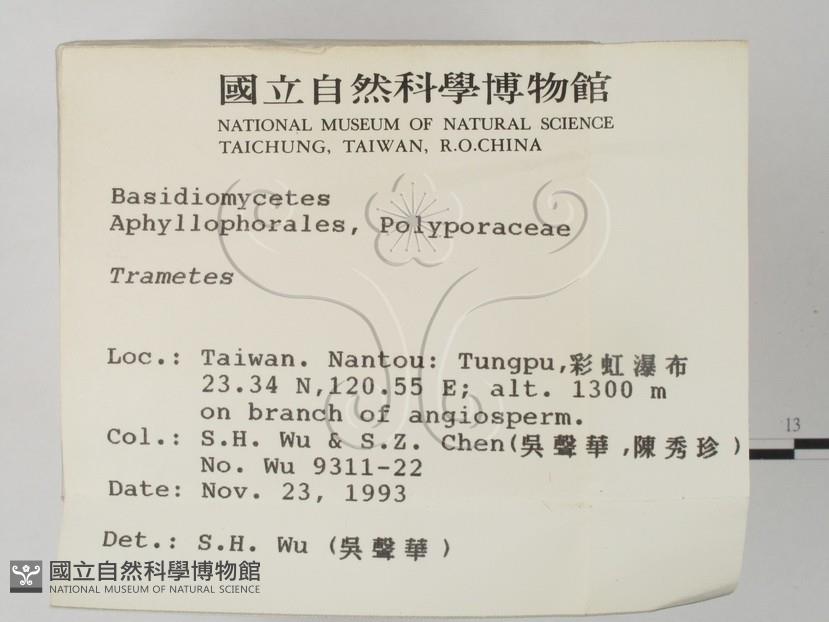 國立自然科學博物館
NATIONAL MUSEUM OF NATURAL SCIENCE
TAICHUNG, TAIWAN, R.O.CHINA
Basidiomycetes
Aphyllophorales, Polyporaceae
Trametes
Loc.: Taiwan. Nantou: Tungpu,彩虹瀑布
23.34 N,120.55 E; alt. 1300 m
on branch of angiosperm.
Col.: S.H. Wu & S.Z. Chen(吳聲華,陳秀珍)
No. Wu 9311-22
Date: Nov. 23, 1993
Det.: S.H. Wu (吳聲華)
13
國立自然科學博物館
NATIONAL MUSEUM OF NATURAL SCIENCE